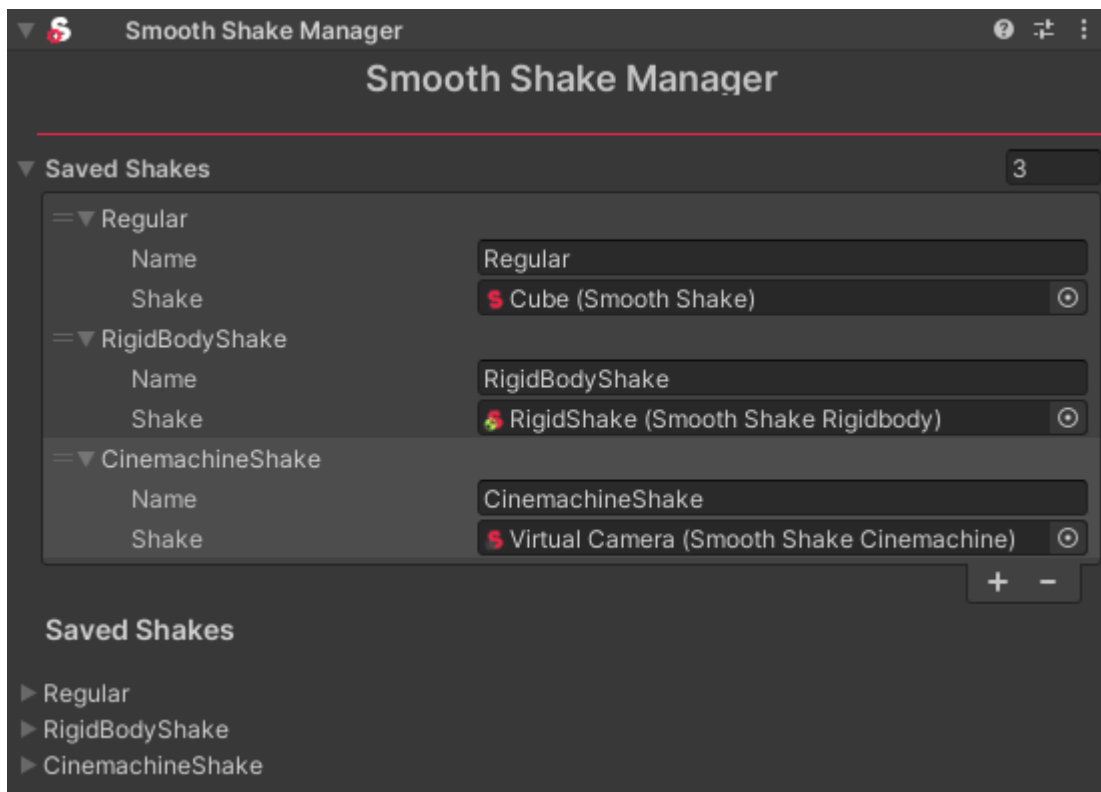 Smooth Shake Manager
Smooth Shake Manager
Saved Shakes 3
Regular
Name Regular
Shake Cube (Smooth Shake)
RigidBodyShake
Name RigidBodyShake
Shake RigidShake (Smooth Shake Rigidbody)
CinemachineShake
Name CinemachineShake
Shake Virtual Camera (Smooth Shake Cinemachine)
Saved Shakes
Regular
RigidBodyShake
CinemachineShake